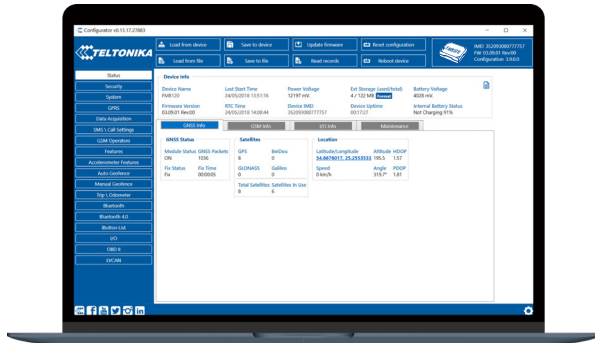 Configurator v0.13.17.27883
TELTONIKA
Load from device
Save to device
Update firmware
Reset configuration
Load from file
Save to file
Read records
Reboot device
FMB120
IMEI 352093080777757
FW 03.09.01 Rev:00
Configuration 1.9.0.0
Status
Security
System
GPRS
Data Acquisition
SMS \ Call Settings
GSM Operators
Features
Accelerometer Features
Auto Geofence
Manual Geofence
Trip \ Odometer
Bluetooth
Bluetooth 4.0
iButton List
I/O
OBD II
LVCAN
Device Info
Device Name
FMB120
Last Start Time
24/05/2018 13:51:16
Power Voltage
12197 mV.
Ext Storage (used/total)
4 / 122 MB Format
Battery Voltage
4028 mV.
Firmware Version
03.09.01 Rev:00
RTC Time
24/05/2018 14:08:44
Device IMEI
352093080777757
Device Uptime
00:17:27
Internal Battery Status
Not Charging 91%
GNSS Info
GSM Info
I/O Info
Maintenance
GNSS Status
Module Status GNSS Packets
ON 1036
Fix Status Fix Time
Fix 00:00:05
Satellites
GPS BeiDou
8 0
GLONASS Galileo
0 0
Total Satellites Satellites In Use
8 6
Location
Latitude/Longitude Altitude HDOP
54.6678017, 25.2553533 195.5 1.57
Speed Angle PDOP
0 km/h 315.7° 1.81